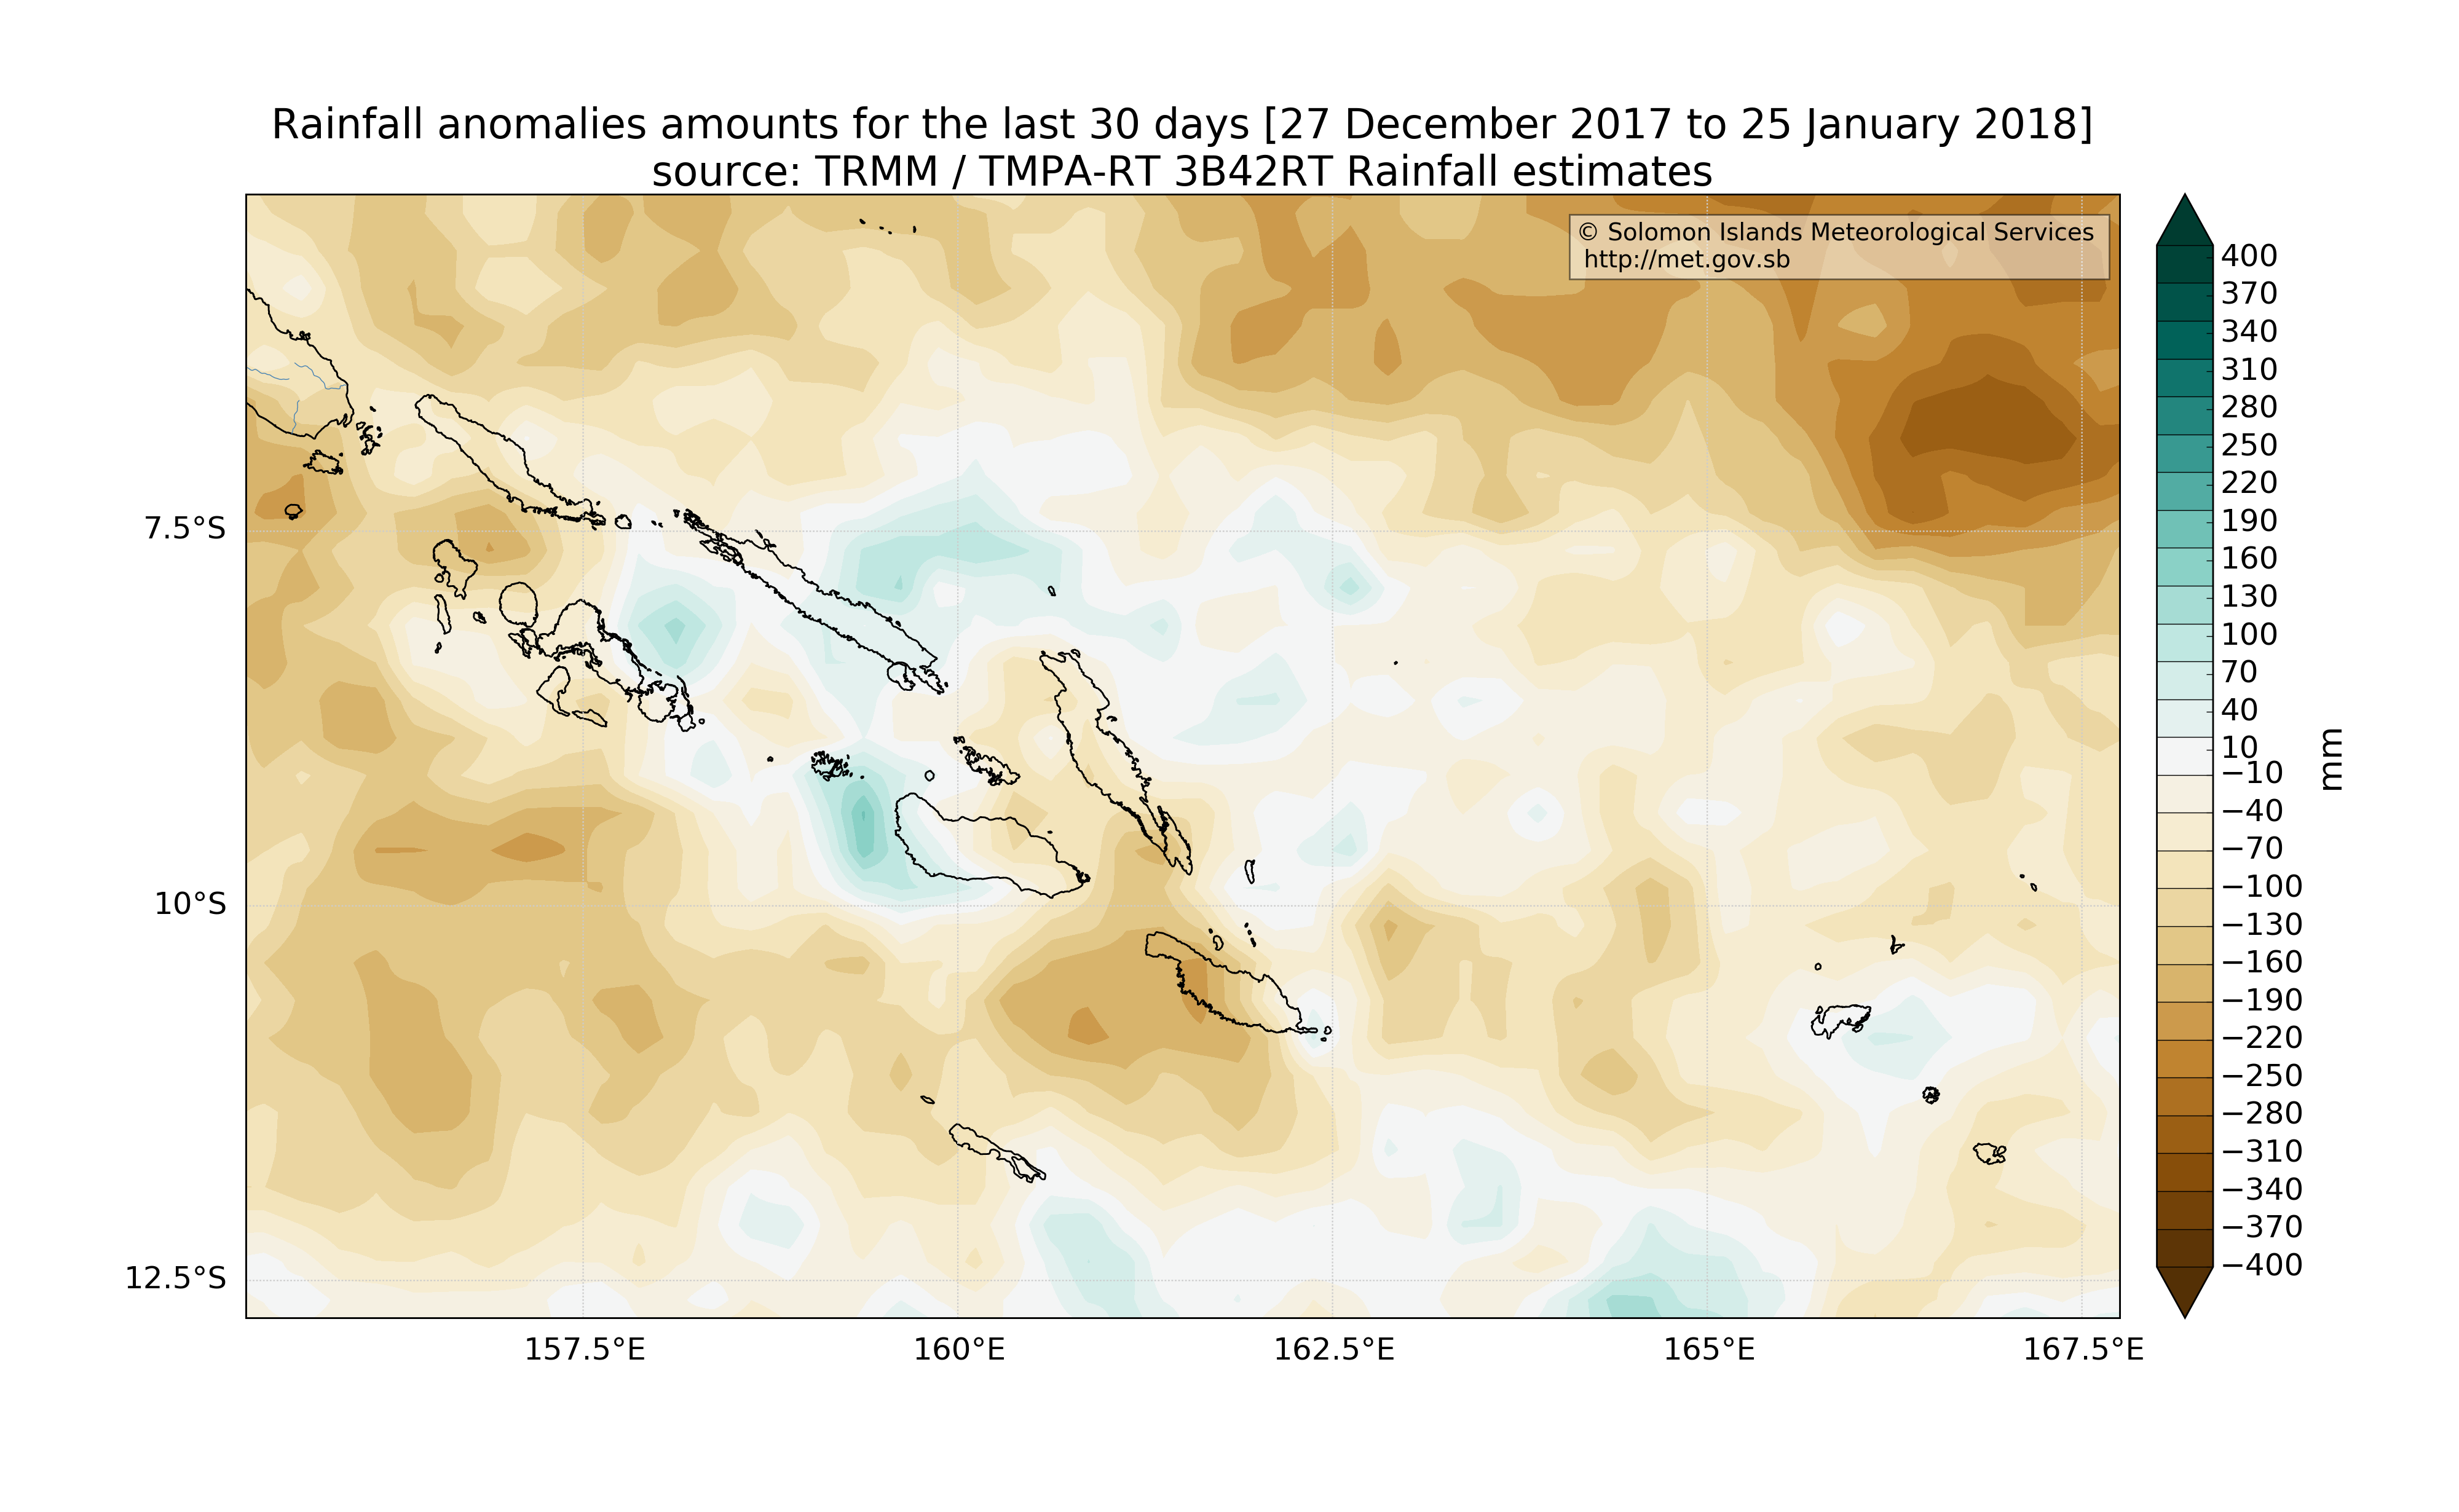 Rainfall anomalies amounts for the last 30 days [27 December 2017 to 25 January 2018]
source: TRMM / TMPA-RT 3B42RT Rainfall estimates
© Solomon Islands Meteorological Services
http://met.gov.sb
7.5°S
10°S
12.5°S
157.5°E
160°E
162.5°E
165°E
167.5°E
400
370
340
310
280
250
220
190
160
130
100
70
40
10
−10
−40
−70
−100
−130
−160
−190
−220
−250
−280
−310
−340
−370
−400
mm